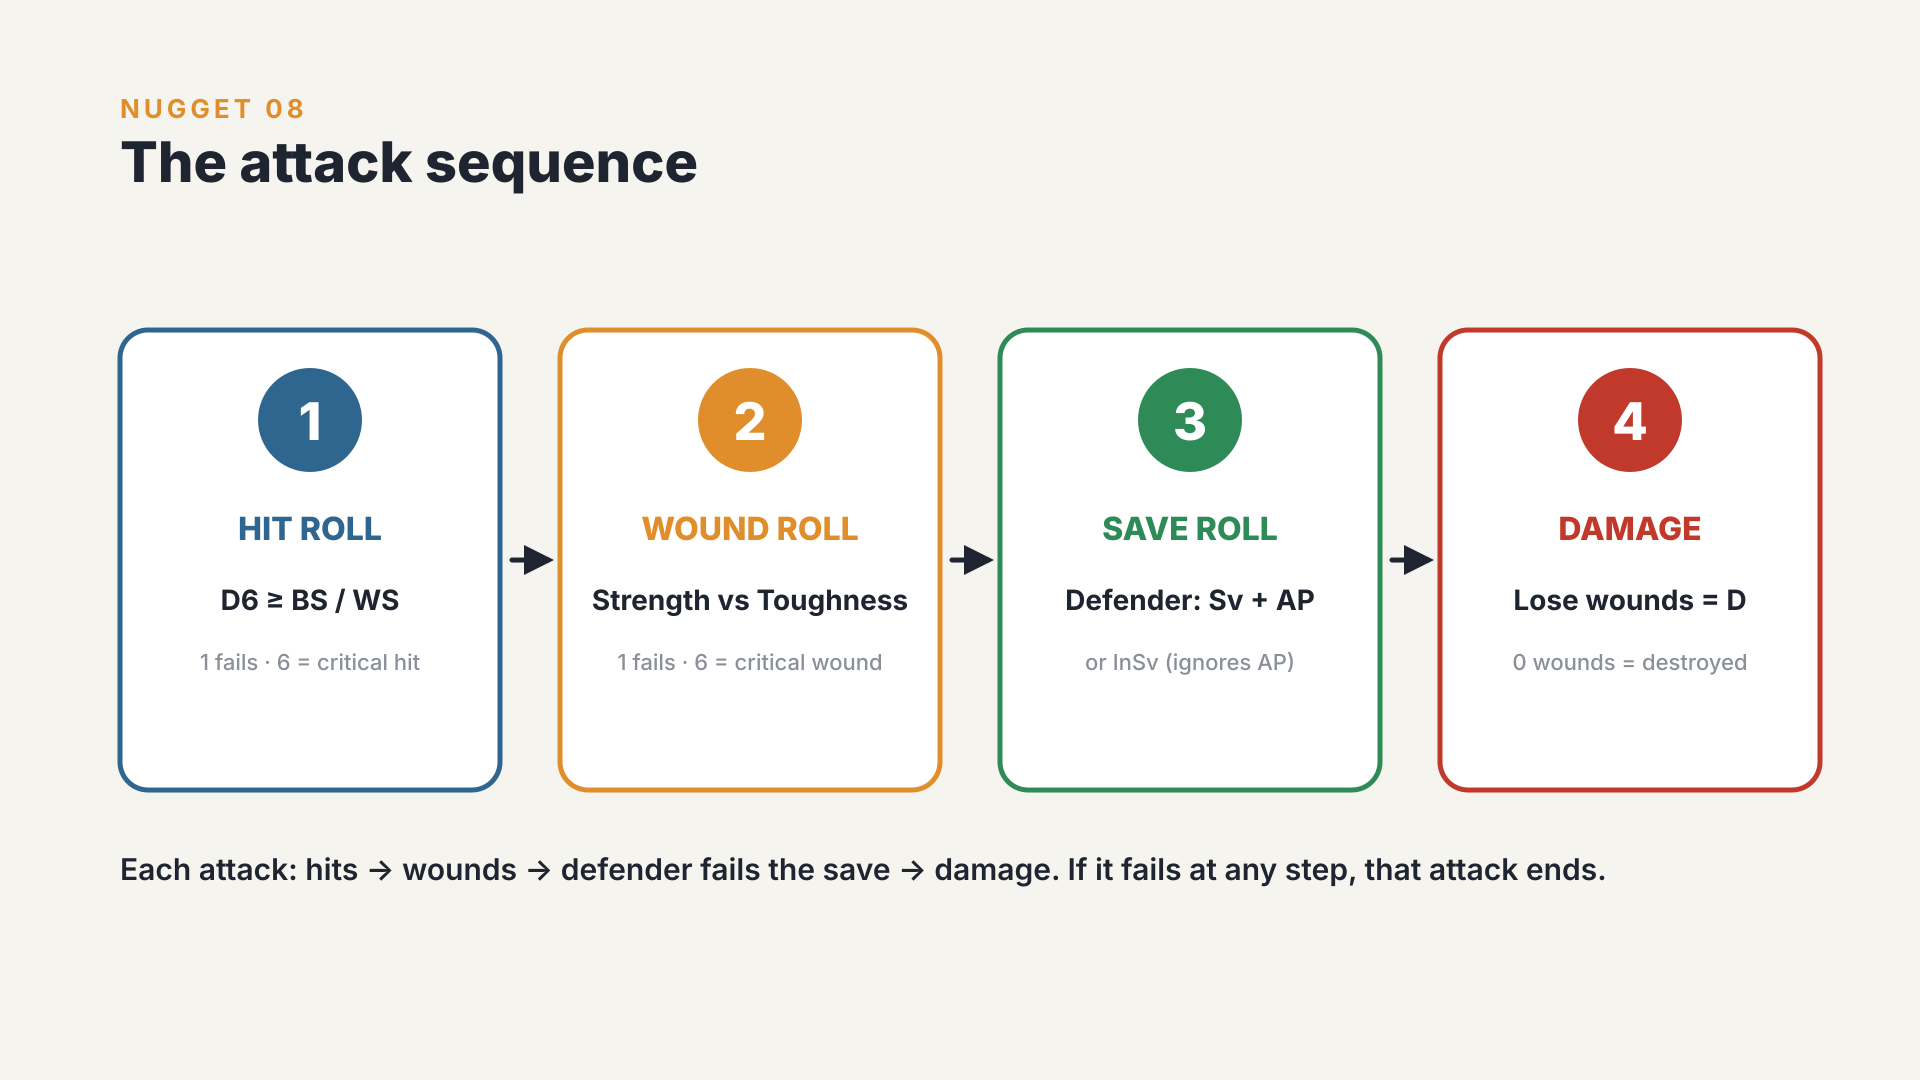 NUGGET 08
The attack sequence
1
HIT ROLL
D6 ≥ BS / WS
1 fails · 6 = critical hit
2
WOUND ROLL
Strength vs Toughness
1 fails · 6 = critical wound
3
SAVE ROLL
Defender: Sv + AP
or InSv (ignores AP)
4
DAMAGE
Lose wounds = D
0 wounds = destroyed
Each attack: hits → wounds → defender fails the save → damage. If it fails at any step, that attack ends.